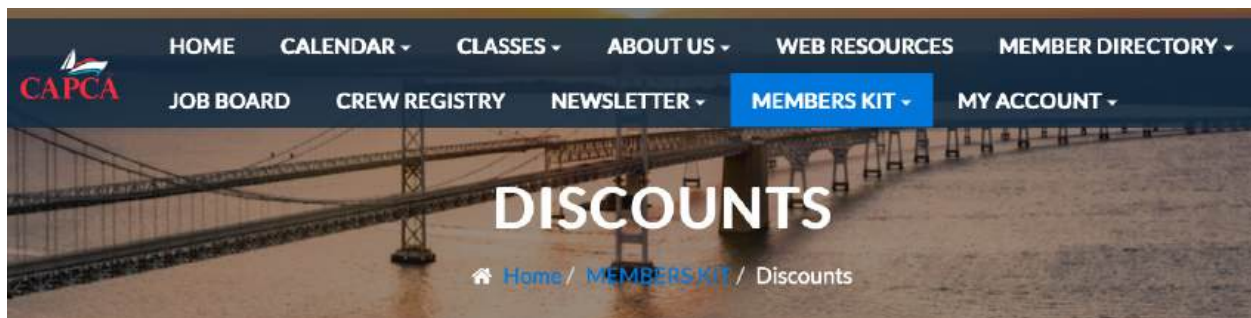 HOME CALENDAR CLASSES ABOUT US WEB RESOURCES MEMBER DIRECTORY
CAPCA
JOB BOARD CREW REGISTRY NEWSLETTER MEMBERS KIT MY ACCOUNT
DISCOUNTS
Home / MEMBERS KIT / Discounts